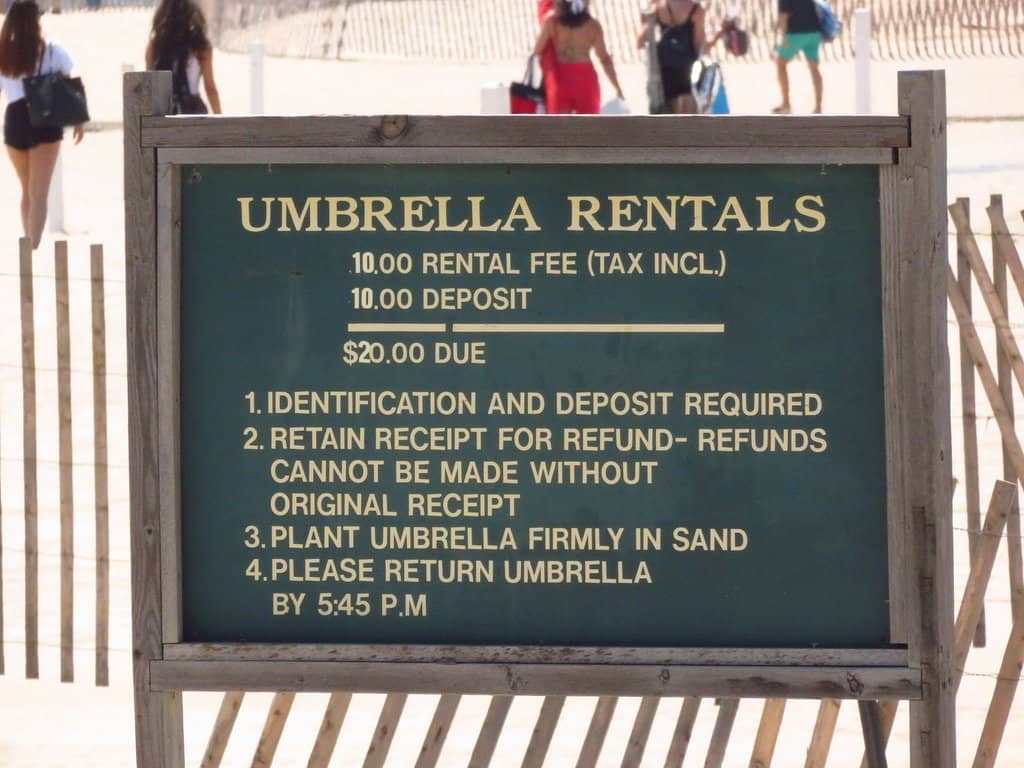 UMBRELLA RENTALS
10.00 RENTAL FEE (TAX INCL.)
10.00 DEPOSIT
$20.00 DUE
1. IDENTIFICATION AND DEPOSIT REQUIRED
2. RETAIN RECEIPT FOR REFUND- REFUNDS
CANNOT BE MADE WITHOUT
ORIGINAL RECEIPT
3. PLANT UMBRELLA FIRMLY IN SAND
4. PLEASE RETURN UMBRELLA
BY 5:45 P.M